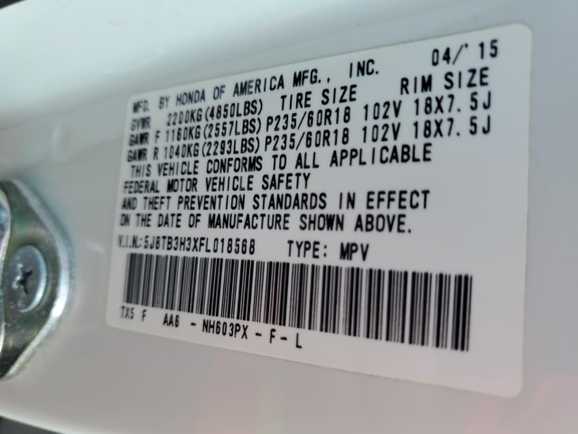 MFD. BY HONDA OF AMERICA MFG., INC. 04/'15
GVWR 2200KG(4850LBS) TIRE SIZE RIM SIZE
GAWR F 1160KG(2557LBS) P235/60R18 102V 18X7.5J
GAWR R 1040KG(2293LBS) P235/60R18 102V 18X7.5J
THIS VEHICLE CONFORMS TO ALL APPLICABLE
FEDERAL MOTOR VEHICLE SAFETY
AND THEFT PREVENTION STANDARDS IN EFFECT
ON THE DATE OF MANUFACTURE SHOWN ABOVE.
V.I.N.:5J8TB3H3XFL018568 TYPE: MPV
TX5 F AA6 - NH603PX - F - L